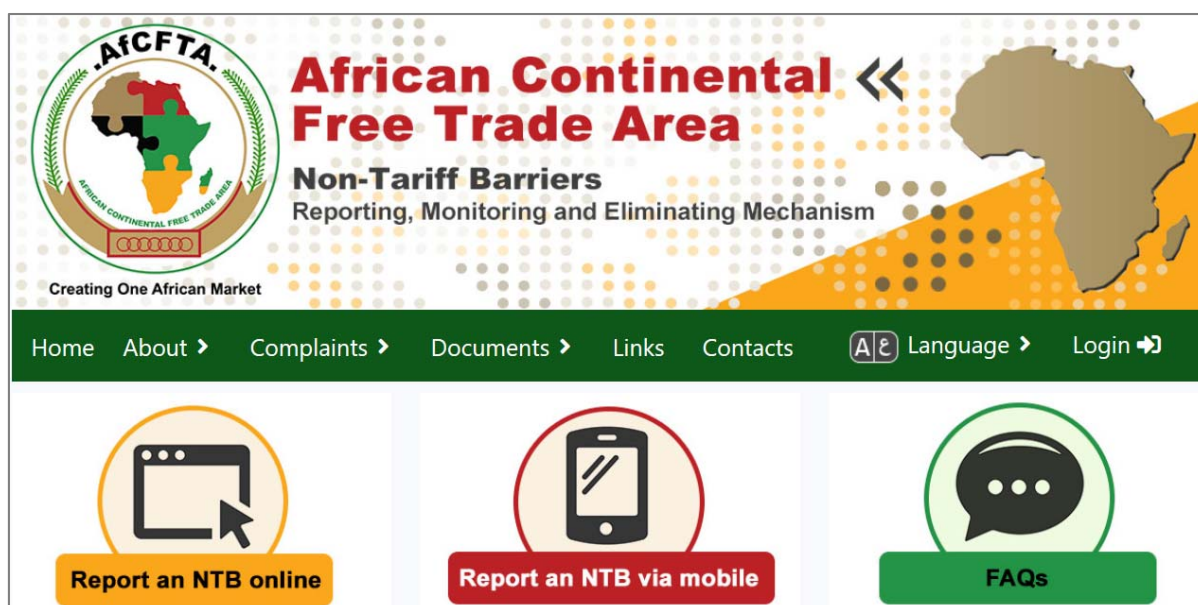 AfCFTA
AFRICAN CONTINENTAL FREE TRADE AREA
Creating One African Market
African Continental
Free Trade Area
Non-Tariff Barriers
Reporting, Monitoring and Eliminating Mechanism
Home About Complaints Documents Links Contacts A ع Language Login
Report an NTB online
Report an NTB via mobile
FAQs